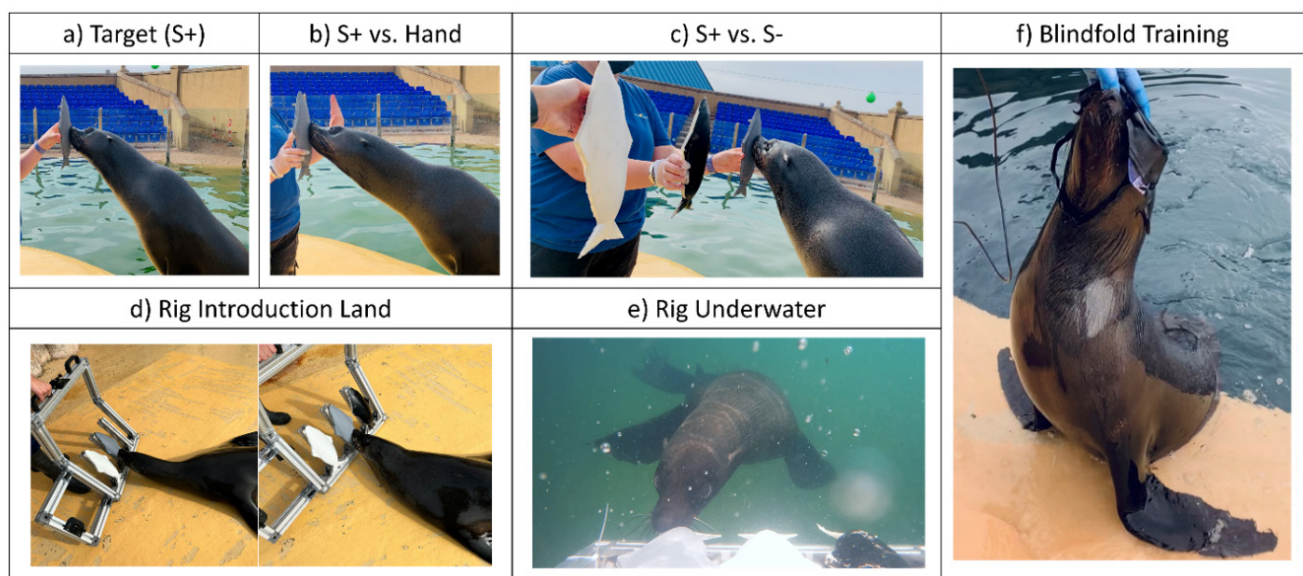 a) Target (S+)
b) S+ vs. Hand
c) S+ vs. S-
f) Blindfold Training
d) Rig Introduction Land
e) Rig Underwater